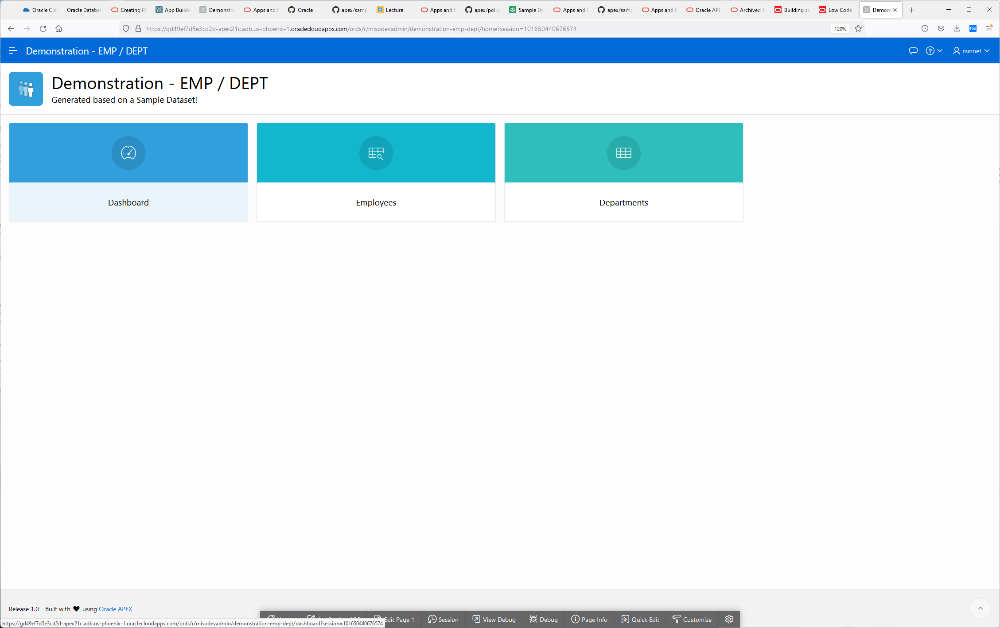 Oracle Clo
Oracle Databas
Creating R
App Builde
Demonstra
Apps and
Oracle
apex/samp
Lecture
Apps and
apex/poll.z
Sample Dy
Apps and
apex/samp
Apps and
Oracle APE
Archived T
Building ar
Low Code
Demons
https://gd49ef7d5e3cd2d-apex21c.adb.us-phoenix-1.oraclecloudapps.com/ords/r/misodevadmin/demonstration-emp-dept/home?session=101650440676574
120%
fos
Demonstration - EMP / DEPT
rsinnet
Demonstration - EMP / DEPT
Generated based on a Sample Dataset!
Dashboard
Employees
Departments
Release 1.0 Built with ♥ using Oracle APEX
Edit Page 1
Session
View Debug
Debug
Page Info
Quick Edit
Customize
https://gd49ef7d5e3cd2d-apex21c.adb.us-phoenix-1.oraclecloudapps.com/ords/r/misodevadmin/demonstration-emp-dept/dashboard?session=101650440676574